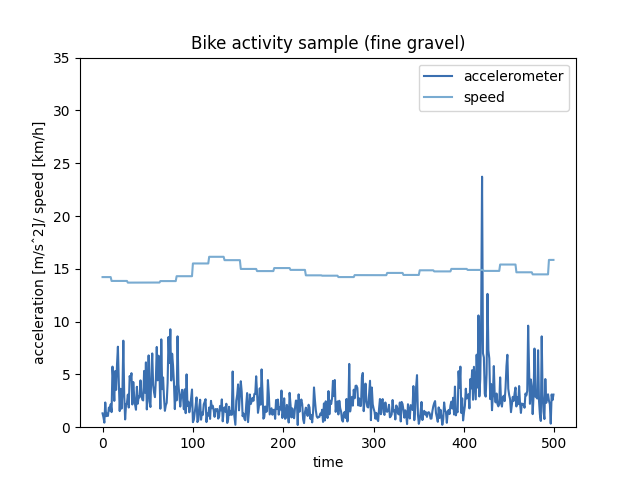 Bike activity sample (fine gravel)
accelerometer
speed
acceleration [m/s^2]/ speed [km/h]
35
30
25
20
15
10
5
0
0 100 200 300 400 500
time